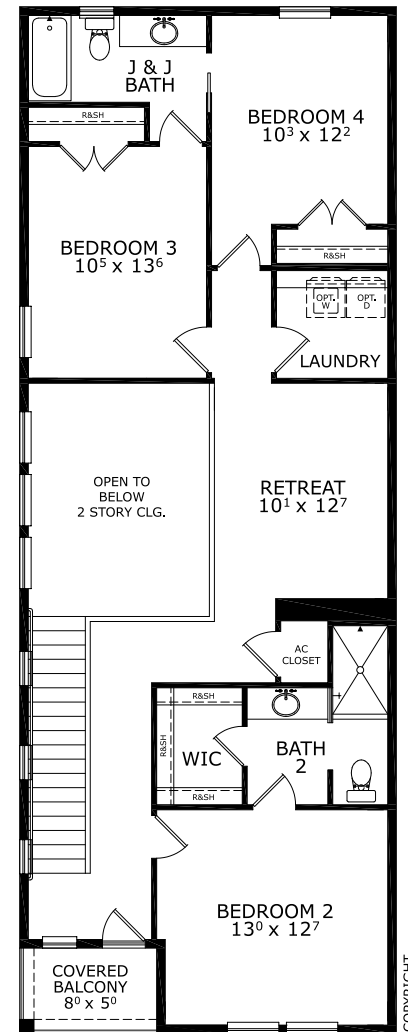 J & J
BATH
R&SH
BEDROOM 4
10³ x 12²
BEDROOM 3
10⁵ x 13⁶
R&SH
OPT. W
OPT. D
LAUNDRY
OPEN TO
BELOW
2 STORY CLG.
RETREAT
10¹ x 12⁷
AC
CLOSET
R&SH
R&SH
WIC
R&SH
BATH
2
BEDROOM 2
13⁰ x 12⁷
COVERED
BALCONY
8⁰ x 5⁰
COPYRIGHT